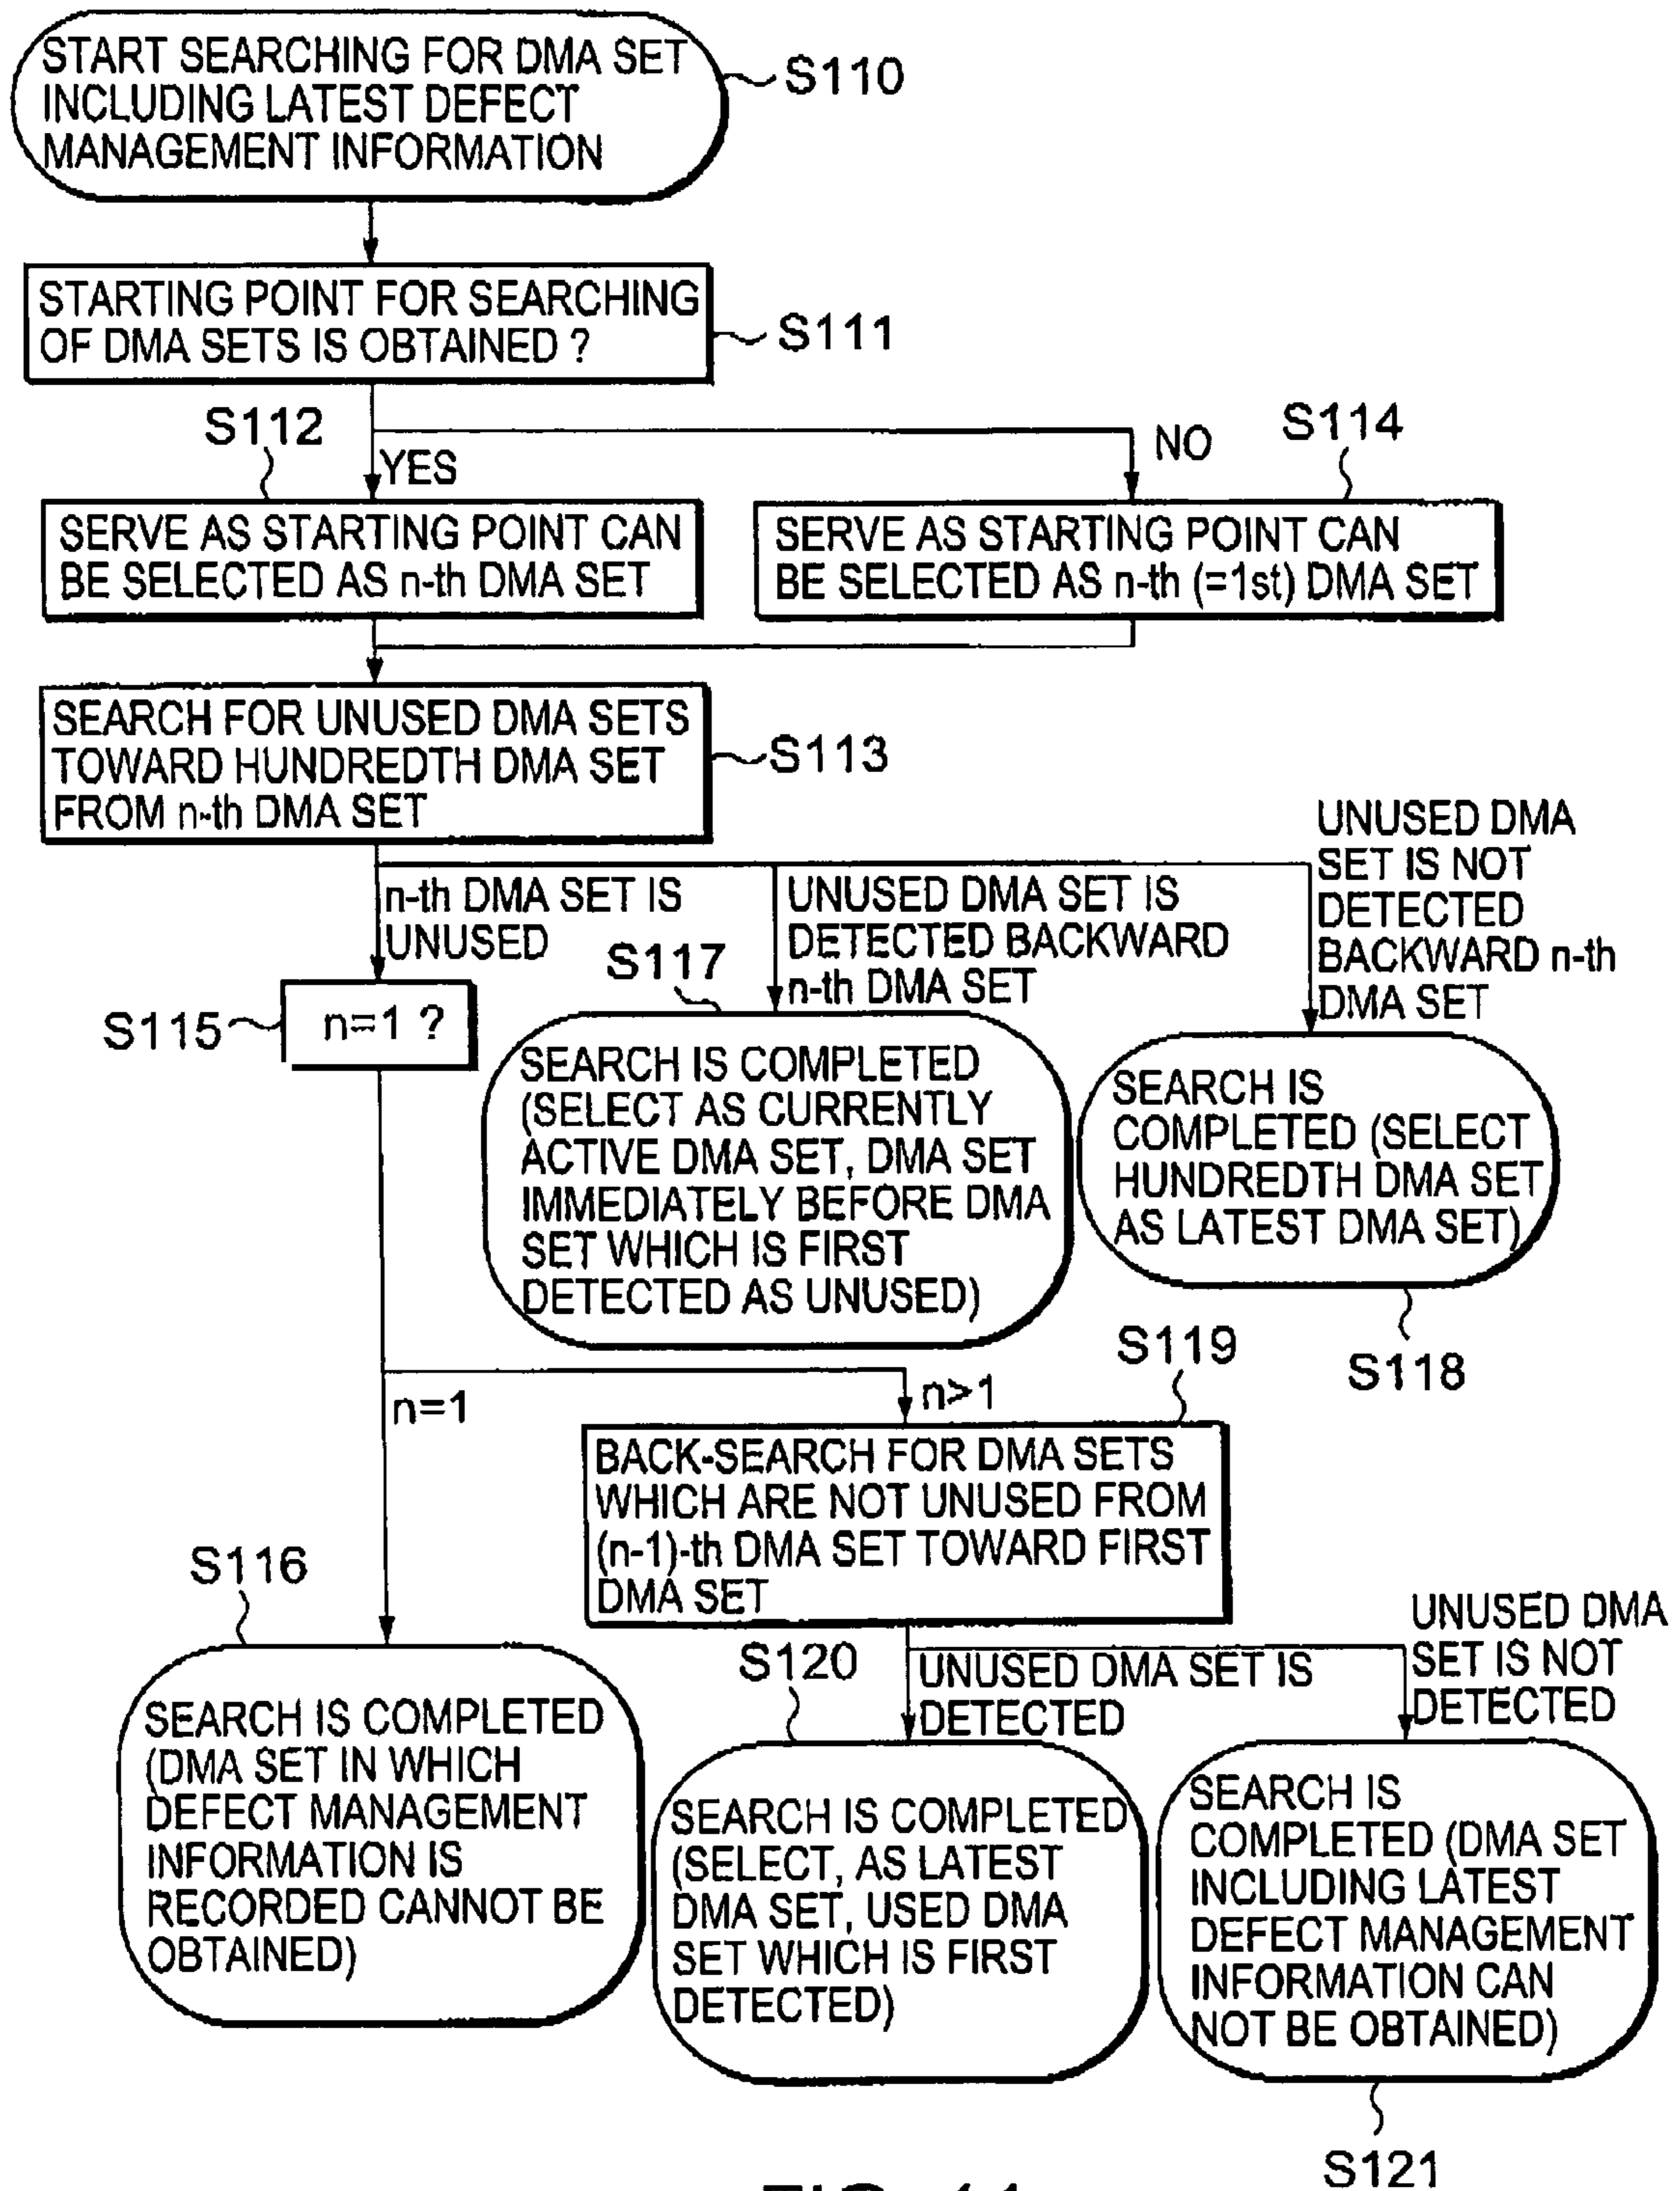 START SEARCHING FOR DMA SET
INCLUDING LATEST DEFECT
MANAGEMENT INFORMATION
S110
STARTING POINT FOR SEARCHING
OF DMA SETS IS OBTAINED ?
S111
S112
YES
NO
S114
SERVE AS STARTING POINT CAN
BE SELECTED AS n-th DMA SET
SERVE AS STARTING POINT CAN
BE SELECTED AS n-th (=1st) DMA SET
SEARCH FOR UNUSED DMA SETS
TOWARD HUNDREDTH DMA SET
FROM n-th DMA SET
S113
n-th DMA SET IS
UNUSED
UNUSED DMA SET IS
DETECTED BACKWARD
n-th DMA SET
UNUSED DMA
SET IS NOT
DETECTED
BACKWARD n-th
DMA SET
S115
n=1 ?
S117
SEARCH IS COMPLETED
(SELECT AS CURRENTLY
ACTIVE DMA SET, DMA SET
IMMEDIATELY BEFORE DMA
SET WHICH IS FIRST
DETECTED AS UNUSED)
SEARCH IS
COMPLETED (SELECT
HUNDREDTH DMA SET
AS LATEST DMA SET)
S118
n=1
n>1
S119
BACK-SEARCH FOR DMA SETS
WHICH ARE NOT UNUSED FROM
(n-1)-th DMA SET TOWARD FIRST
DMA SET
S116
SEARCH IS COMPLETED
(DMA SET IN WHICH
DEFECT MANAGEMENT
INFORMATION IS
RECORDED CANNOT BE
OBTAINED)
S120
UNUSED DMA SET IS
DETECTED
UNUSED DMA
SET IS NOT
DETECTED
SEARCH IS COMPLETED
(SELECT, AS LATEST
DMA SET, USED DMA
SET WHICH IS FIRST
DETECTED)
SEARCH IS
COMPLETED (DMA SET
INCLUDING LATEST
DEFECT MANAGEMENT
INFORMATION CAN
NOT BE OBTAINED)
S121